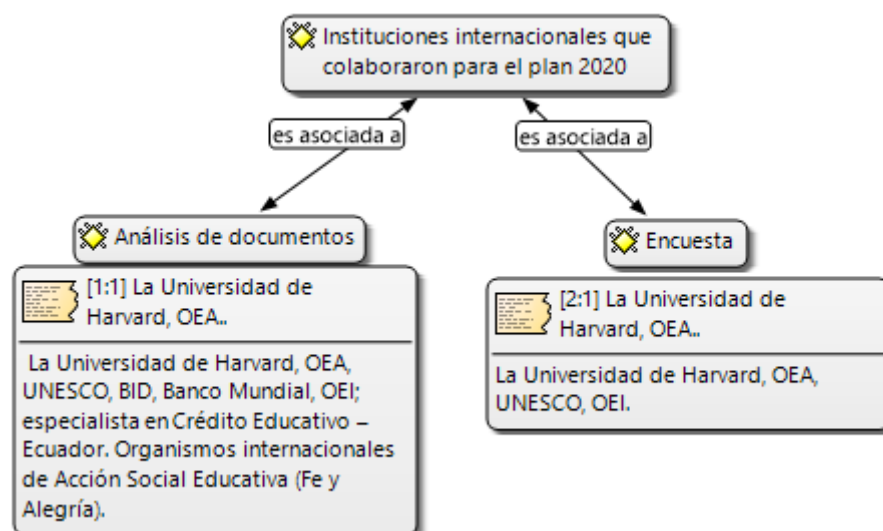 Instituciones internacionales que
colaboraron para el plan 2020
es asociada a
es asociada a
Análisis de documentos
[1:1] La Universidad de
Harvard, OEA..
La Universidad de Harvard, OEA,
UNESCO, BID, Banco Mundial, OEI;
especialista en Crédito Educativo –
Ecuador. Organismos internacionales
de Acción Social Educativa (Fe y
Alegría).
Encuesta
[2:1] La Universidad de
Harvard, OEA..
La Universidad de Harvard, OEA,
UNESCO, OEI.